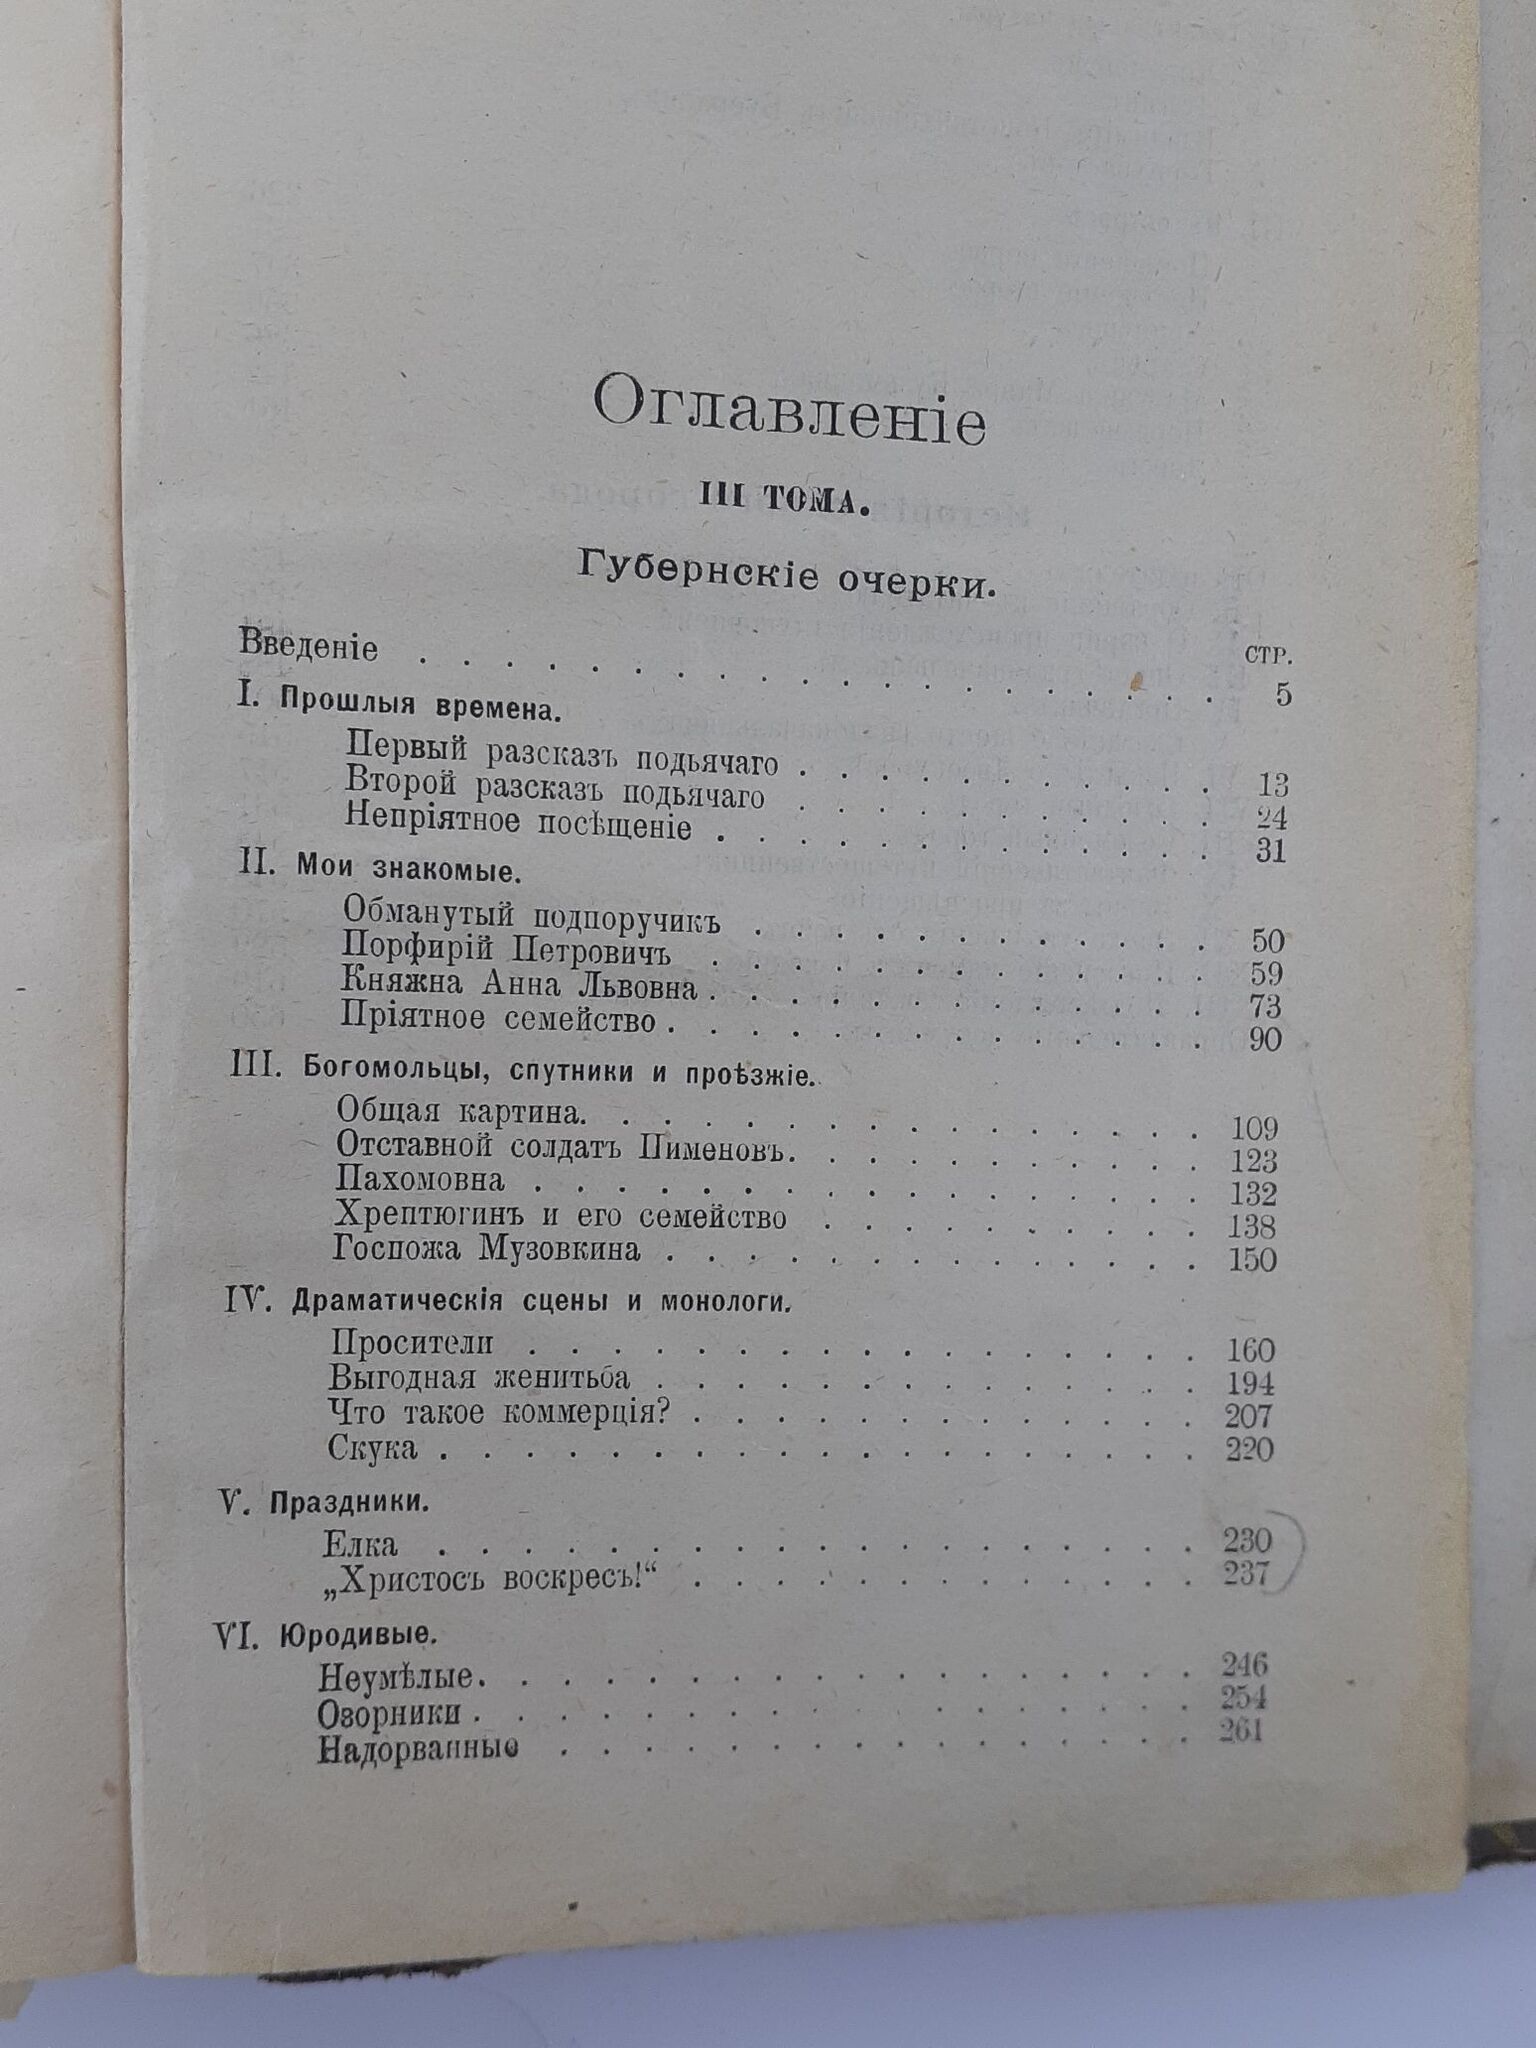 Оглавленіе
III ТОМА.
Губернскіе очерки.
СТР.
Введеніе . . . . . . . . . . . . . . . . . . . 5
I. Прошлыя времена.
Первый разсказъ подьячаго . . . . . . . . . . . 13
Второй разсказъ подьячаго . . . . . . . . . . . 24
Непріятное посѣщеніе . . . . . . . . . . . . . 31
II. Мои знакомые.
Обманутый подпоручикъ . . . . . . . . . . . . 50
Порфирій Петровичъ . . . . . . . . . . . . . 59
Княжна Анна Львовна . . . . . . . . . . . . . 73
Пріятное семейство . . . . . . . . . . . . . . 90
III. Богомольцы, спутники и проѣзжіе.
Общая картина. . . . . . . . . . . . . . . . 109
Отставной солдатъ Пименовъ. . . . . . . . . . . 123
Пахомовна . . . . . . . . . . . . . . . . . 132
Хрептюгинъ и его семейство . . . . . . . . . . 138
Госпожа Музовкина . . . . . . . . . . . . . . 150
IV. Драматическія сцены и монологи.
Просители . . . . . . . . . . . . . . . . . 160
Выгодная женитьба . . . . . . . . . . . . . . 194
Что такое коммерція? . . . . . . . . . . . . . 207
Скука . . . . . . . . . . . . . . . . . . . 220
V. Праздники.
Елка . . . . . . . . . . . . . . . . . . . 230
„Христосъ воскресъ!“ . . . . . . . . . . . . . 237
VI. Юродивые.
Неумѣлые. . . . . . . . . . . . . . . . . . 246
Озорники . . . . . . . . . . . . . . . . . . 254
Надорванные . . . . . . . . . . . . . . . . 261